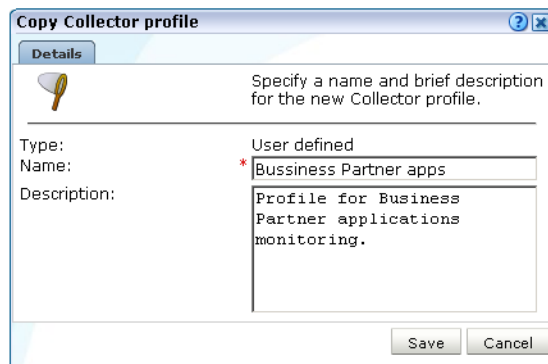 Copy Collector profile
Details
Specify a name and brief description
for the new Collector profile.
Type: User defined
Name: * Bussiness Partner apps
Description: Profile for Business
Partner applications
monitoring.
Save Cancel